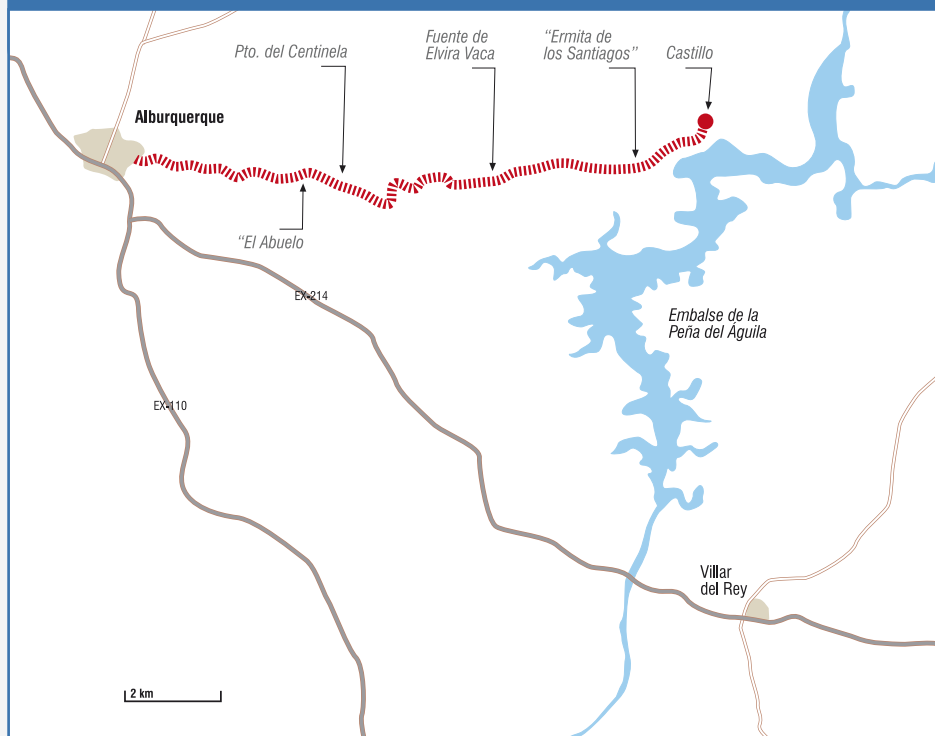 Pto. del Centinela
Fuente de
Elvira Vaca
“Ermita de
los Santiagos”
Castillo
Alburquerque
“El Abuelo
EX-214
Embalse de la
Peña del Águila
EX-110
Villar
del Rey
2 km